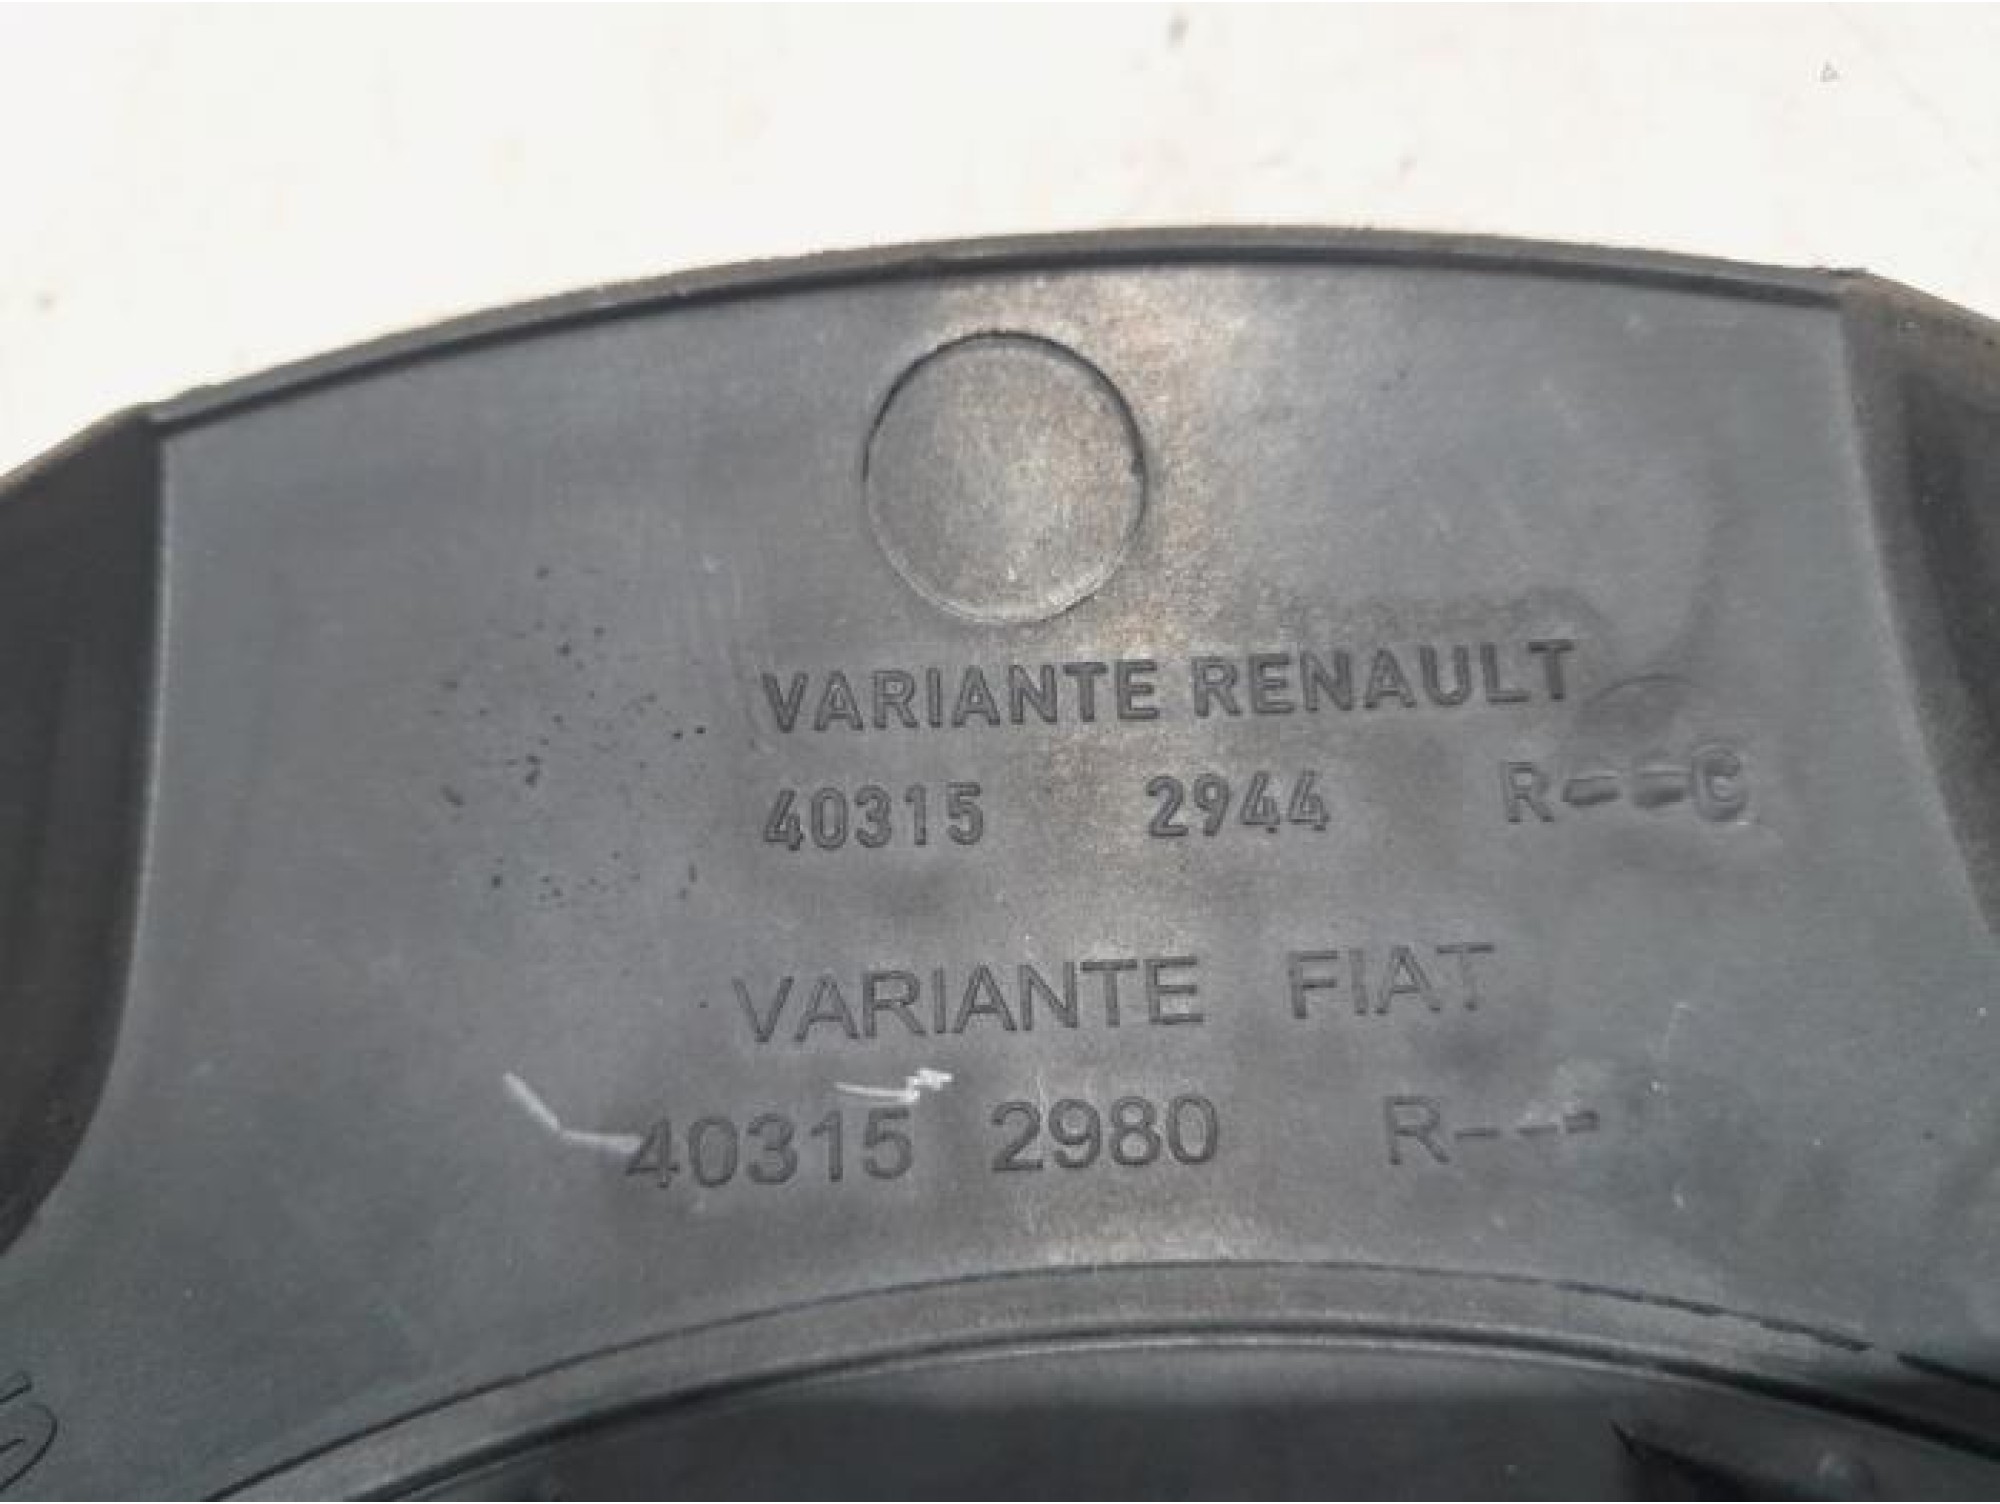 VARIANTE RENAULT
40315 2944 R---C
VARIANTE FIAT
40315 2980 R---